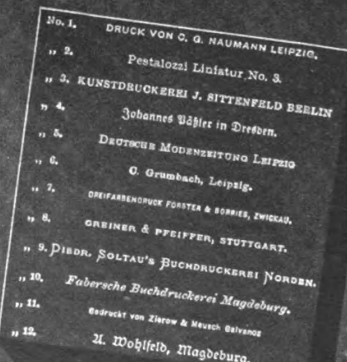 No. 1. DRUCK VON C. G. NAUMANN LEIPZIG.
„ 2. Pestalozzi Liniatur No. 3.
„ 3. KUNSTDRUCKEREI J. SITTENFELD BERLIN
„ 4. Johannes Päßler in Dresden.
„ 5. DEUTSCHE MODENZEITUNG LEIPZIG
„ 6. C. Grumbach, Leipzig.
„ 7. DREIFARBENDRUCK FÖRSTER & BORRIES, ZWICKAU.
„ 8. GREINER & PFEIFFER, STUTTGART.
„ 9. DIEDR. SOLTAU'S BUCHDRUCKEREI NORDEN.
„ 10. Fabersche Buchdruckerei Magdeburg.
„ 11. Gedruckt von Zierow & Meusch Galvanos
„ 12. A. Wohlfeld, Magdeburg.